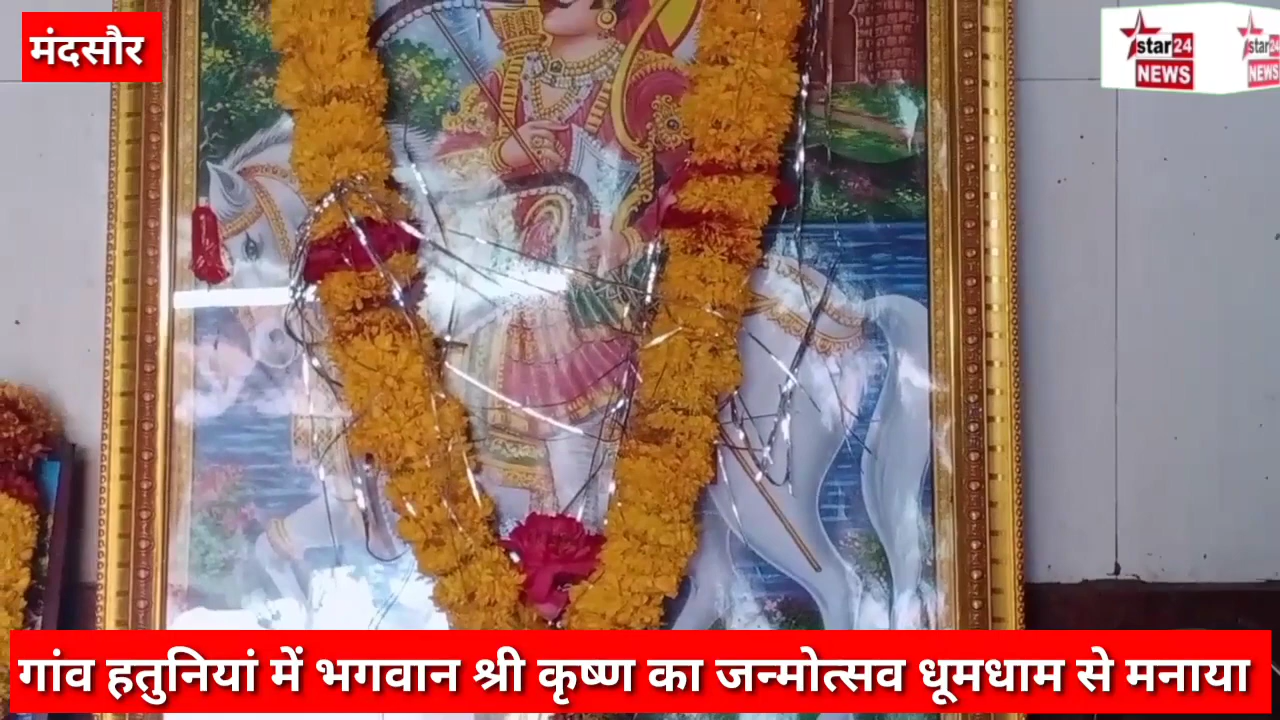 मंदसौर
star24
NEWS
star24
NEWS
गांव हतुनियां में भगवान श्री कृष्ण का जन्मोत्सव धूमधाम से मनाया